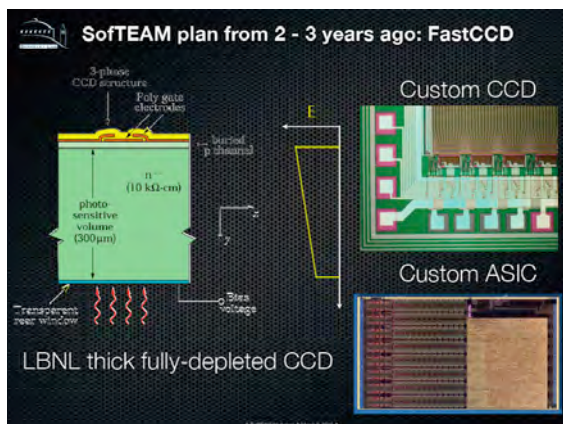 SofTEAM plan from 2 - 3 years ago: FastCCD
3-phase
CCD structure
Poly gate
electrodes
buried
p channel
n
(10 kΩ-cm)
photo-
sensitive
volume
(300μm)
x
y
Transparent
rear window
Bias
voltage
E
LBNL thick fully-depleted CCD
Custom CCD
Custom ASIC